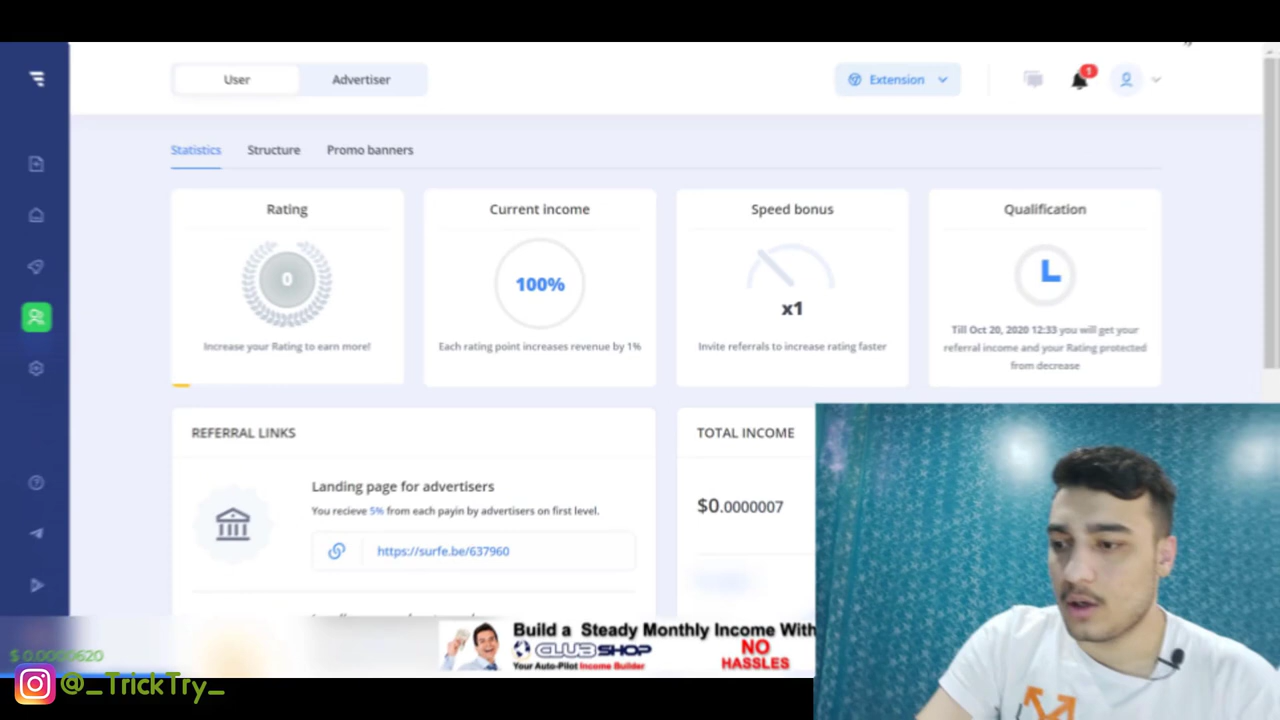 User
Advertiser
Extension
1
Statistics
Structure
Promo banners
Rating
0
Increase your Rating to earn more!
Current income
100%
Each rating point increases revenue by 1%
Speed bonus
x1
Invite referrals to increase rating faster
Qualification
Till Oct 20, 2020 12:33 you will get your
referral income and your Rating protected
from decrease
REFERRAL LINKS
Landing page for advertisers
You recieve 5% from each payin by advertisers on first level.
https://surfe.be/637960
TOTAL INCOME
$0.0000007
Build a Steady Monthly Income With
CLUBSHOP
Your Auto-Pilot Income Builder
NO
HASSLES
@_TrickTry_